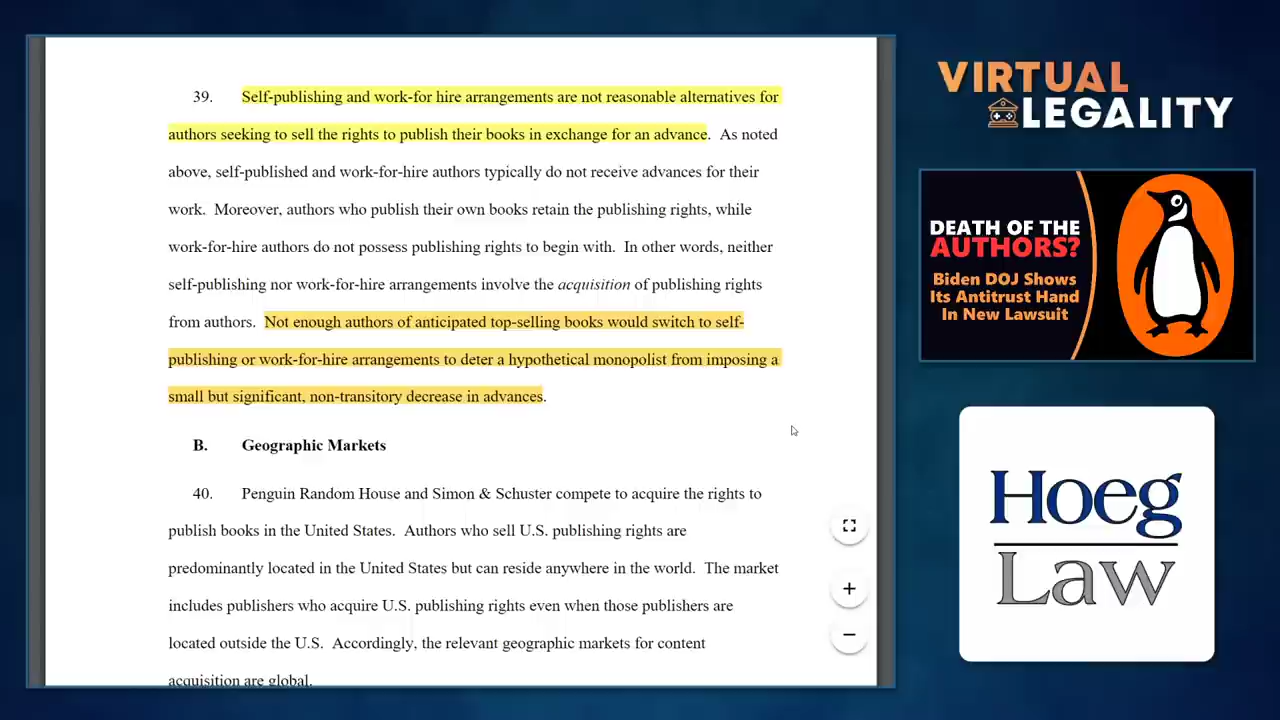 39. Self-publishing and work-for hire arrangements are not reasonable alternatives for
authors seeking to sell the rights to publish their books in exchange for an advance. As noted
above, self-published and work-for-hire authors typically do not receive advances for their
work. Moreover, authors who publish their own books retain the publishing rights, while
work-for-hire authors do not possess publishing rights to begin with. In other words, neither
self-publishing nor work-for-hire arrangements involve the acquisition of publishing rights
from authors. Not enough authors of anticipated top-selling books would switch to self-
publishing or work-for-hire arrangements to deter a hypothetical monopolist from imposing a
small but significant, non-transitory decrease in advances.
B. Geographic Markets
40. Penguin Random House and Simon & Schuster compete to acquire the rights to
publish books in the United States. Authors who sell U.S. publishing rights are
predominantly located in the United States but can reside anywhere in the world. The market
includes publishers who acquire U.S. publishing rights even when those publishers are
located outside the U.S. Accordingly, the relevant geographic markets for content
acquisition are global.
VIRTUAL
LEGALITY
DEATH OF THE
AUTHORS?
Biden DOJ Shows
Its Antitrust Hand
In New Lawsuit
Hoeg
Law